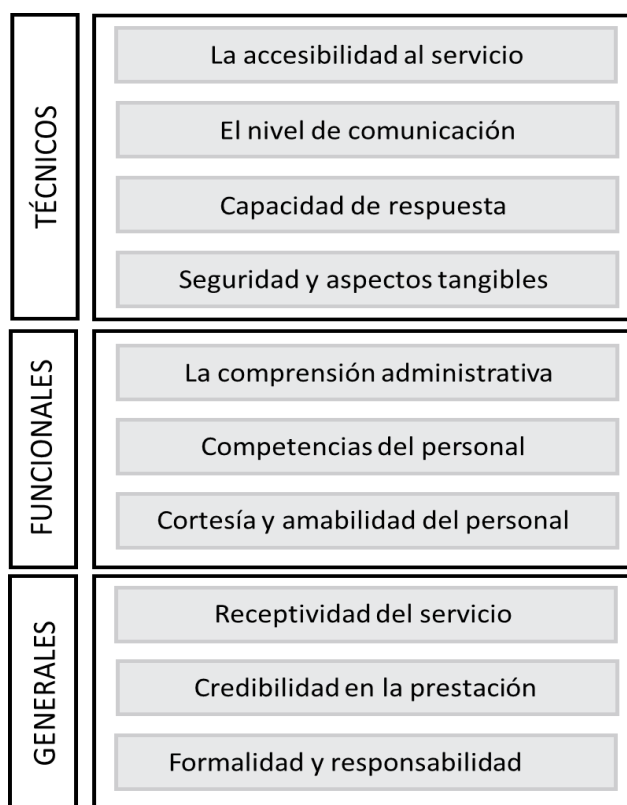 TÉCNICOS
La accesibilidad al servicio
El nivel de comunicación
Capacidad de respuesta
Seguridad y aspectos tangibles
FUNCIONALES
La comprensión administrativa
Competencias del personal
Cortesía y amabilidad del personal
GENERALES
Receptividad del servicio
Credibilidad en la prestación
Formalidad y responsabilidad